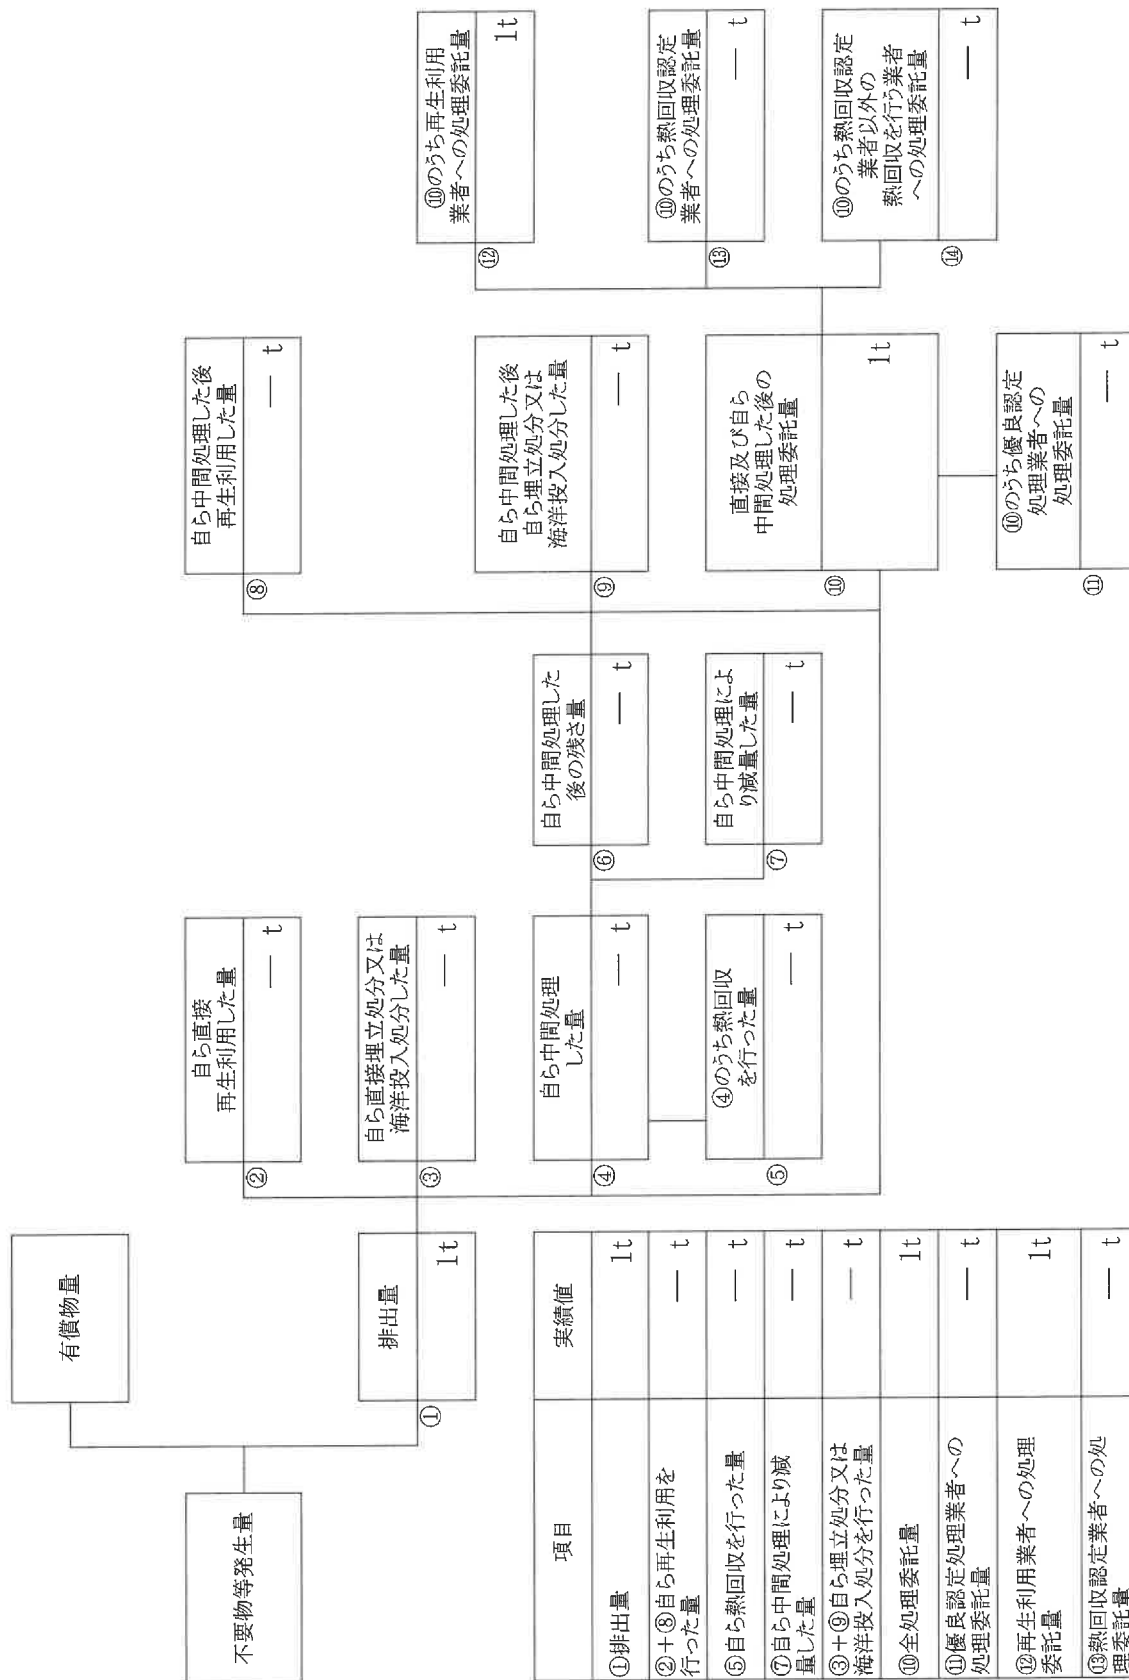 有償物量
不要物等発生量
排出量
①
1t
自ら直接
再生利用した量
②
— t
自ら直接埋立処分又は
海洋投入処分した量
③
— t
自ら中間処理
した量
④
— t
④のうち熱回収
を行った量
⑤
— t
自ら中間処理した
後の残さ量
⑥
— t
自ら中間処理によ
り減量した量
⑦
— t
自ら中間処理した後
再生利用した量
⑧
— t
自ら中間処理した後
自ら埋立処分又は
海洋投入処分した量
⑨
— t
直接及び自ら
中間処理した後の
処理委託量
⑩
1t
⑩のうち優良認定
処理業者への
処理委託量
⑪
— t
⑩のうち再生利用
業者への処理委託量
⑫
1t
⑩のうち熱回収認定
業者への処理委託量
⑬
— t
⑩のうち熱回収認定
業者以外の
熱回収を行う業者
への処理委託量
⑭
— t
項目 実績値
①排出量 1t
②+⑧自ら再生利用を
行った量 — t
⑤自ら熱回収を行った量 — t
⑦自ら中間処理により減
量した量 — t
③+⑨自ら埋立処分又は
海洋投入処分を行った量 — t
⑩全処理委託量 1t
⑪優良認定処理業者への
処理委託量 — t
⑫再生利用業者への処理
委託量 1t
⑬熱回収認定業者への処
理委託量 — t